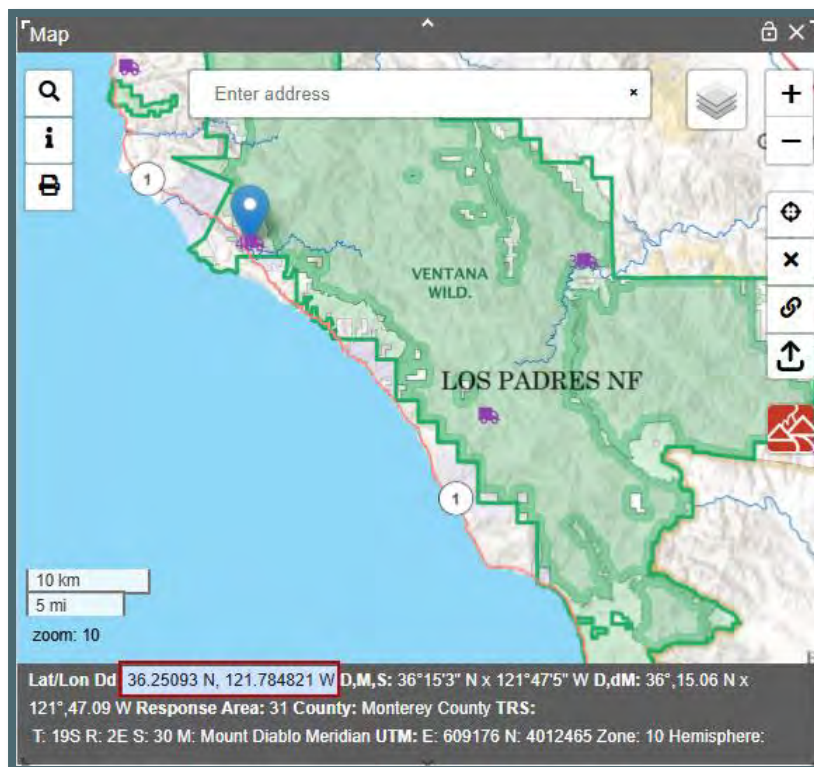 Map
Enter address
1
VENTANA
WILD.
LOS PADRES NF
1
10 km
5 mi
zoom: 10
Lat/Lon Dd 36.25093 N, 121.784821 W D,M,S: 36°15'3" N x 121°47'5" W D,dM: 36°,15.06 N x
121°,47.09 W Response Area: 31 County: Monterey County TRS:
T: 19S R: 2E S: 30 M: Mount Diablo Meridian UTM: E: 609176 N: 4012465 Zone: 10 Hemisphere: